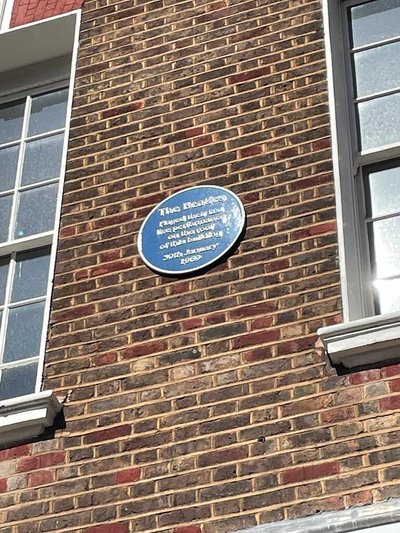 The Beatles
played their last
live performance
on the roof
of this building
30th January
1969